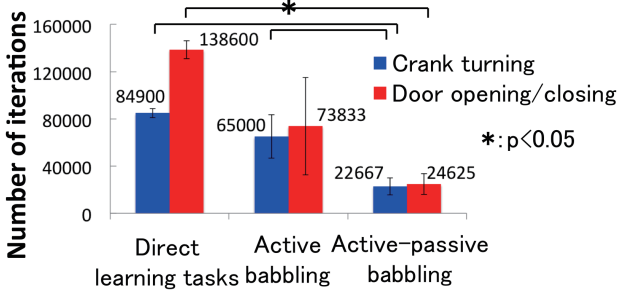 *
Number of iterations
160000
120000
80000
40000
0
84900
138600
65000
73833
22667
24625
Crank turning
Door opening/closing
*:p<0.05
Direct
learning tasks
Active
babbling
Active-passive
babbling